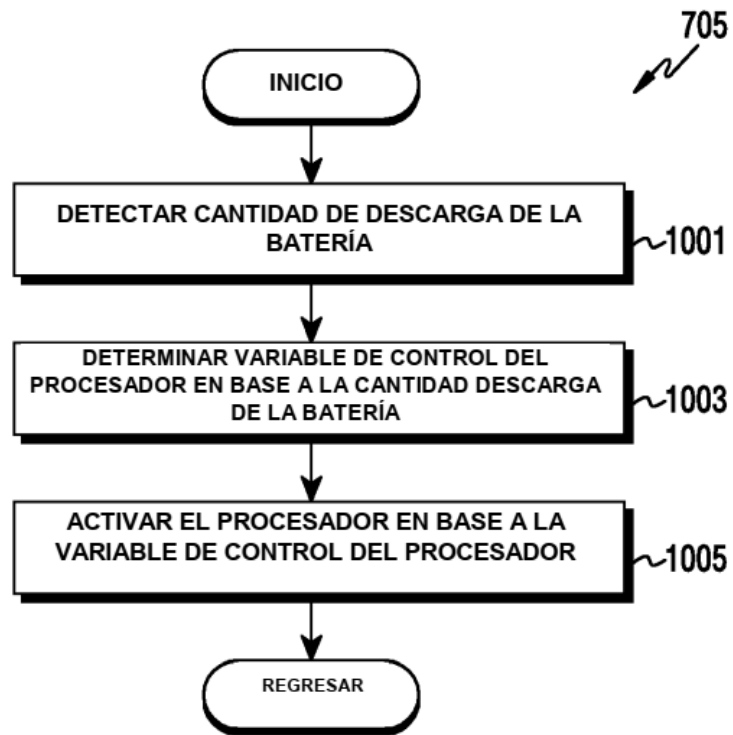 705
INICIO
DETECTAR CANTIDAD DE DESCARGA DE LA
BATERÍA
1001
DETERMINAR VARIABLE DE CONTROL DEL
PROCESADOR EN BASE A LA CANTIDAD DESCARGA
DE LA BATERÍA
1003
ACTIVAR EL PROCESADOR EN BASE A LA
VARIABLE DE CONTROL DEL PROCESADOR
1005
REGRESAR